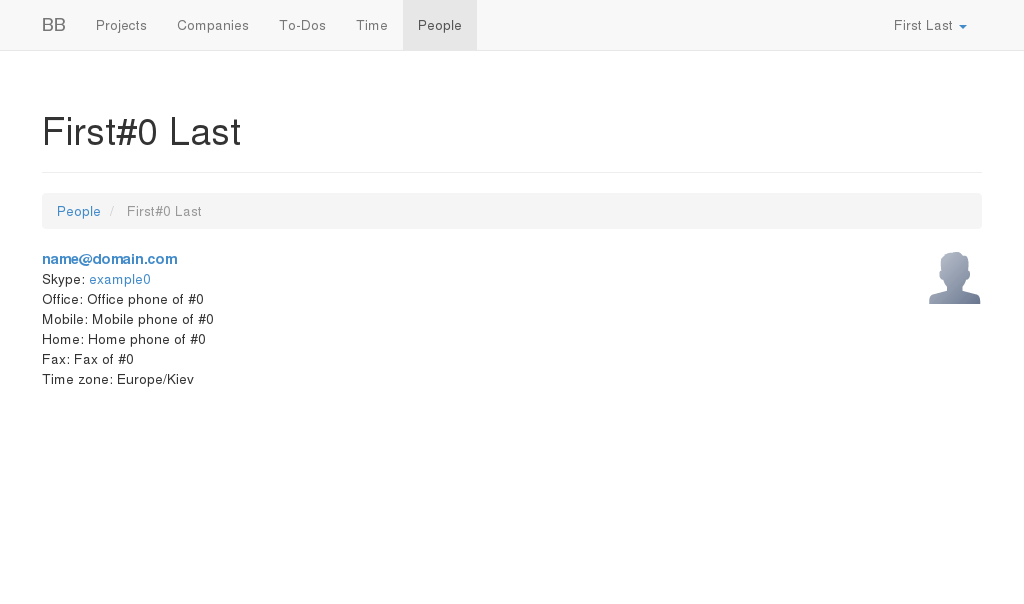 BB Projects Companies To-Dos Time People First Last
First#0 Last
People / First#0 Last
name@domain.com
Skype: example0
Office: Office phone of #0
Mobile: Mobile phone of #0
Home: Home phone of #0
Fax: Fax of #0
Time zone: Europe/Kiev